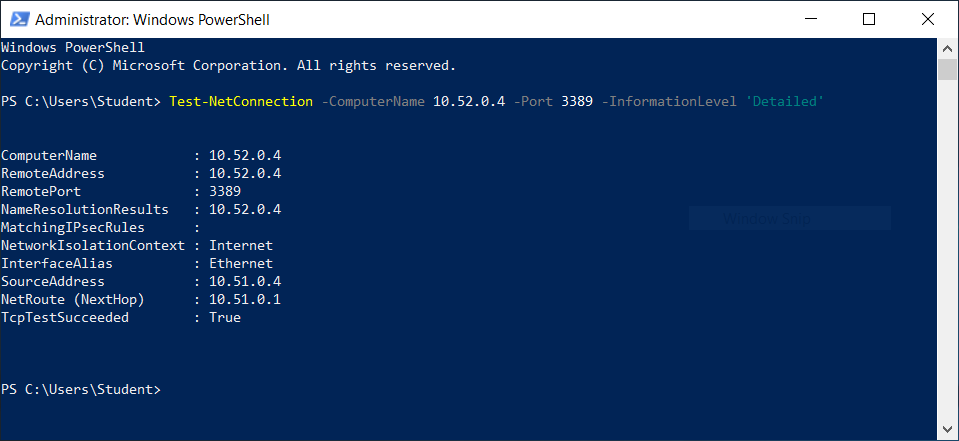 Administrator: Windows PowerShell
Windows PowerShell
Copyright (C) Microsoft Corporation. All rights reserved.
PS C:\Users\Student> Test-NetConnection -ComputerName 10.52.0.4 -Port 3389 -InformationLevel 'Detailed'
ComputerName            : 10.52.0.4
RemoteAddress           : 10.52.0.4
RemotePort              : 3389
NameResolutionResults   : 10.52.0.4
MatchingIPsecRules      :
Window Snip
NetworkIsolationContext : Internet
InterfaceAlias          : Ethernet
SourceAddress           : 10.51.0.4
NetRoute (NextHop)      : 10.51.0.1
TcpTestSucceeded        : True
PS C:\Users\Student>